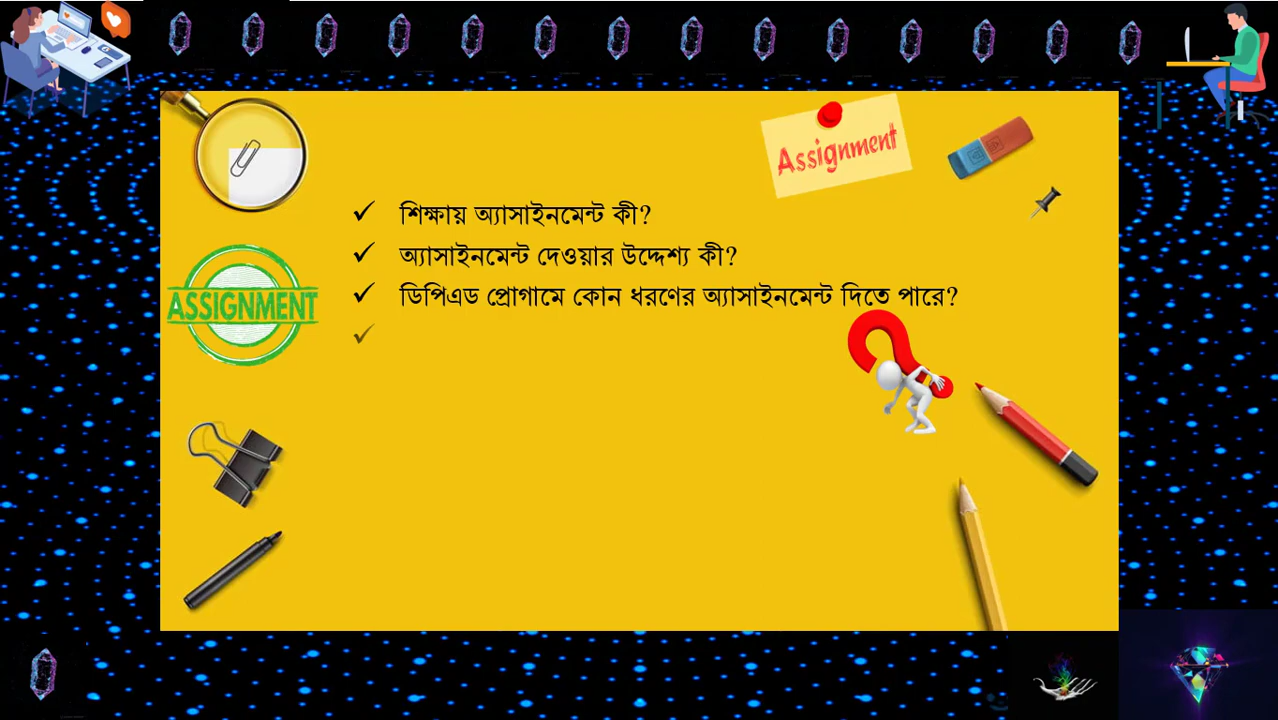 Assignment
শিক্ষায় অ্যাসাইনমেন্ট কী?
অ্যাসাইনমেন্ট দেওয়ার উদ্দেশ্য কী?
ডিপিএড প্রোগামে কোন ধরণের অ্যাসাইনমেন্ট দিতে পারে?
ASSIGNMENT